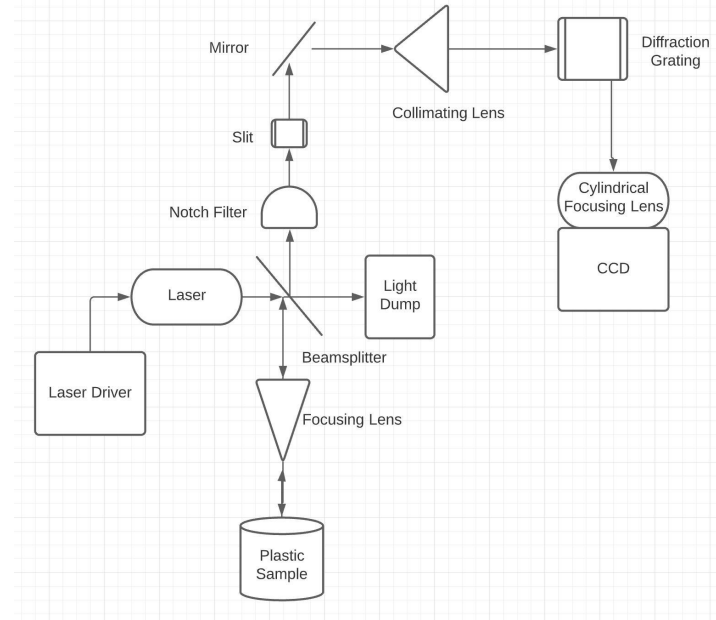 Mirror
Diffraction
Grating
Collimating Lens
Slit
Cylindrical
Focusing Lens
Notch Filter
CCD
Laser
Light
Dump
Beamsplitter
Laser Driver
Focusing Lens
Plastic
Sample